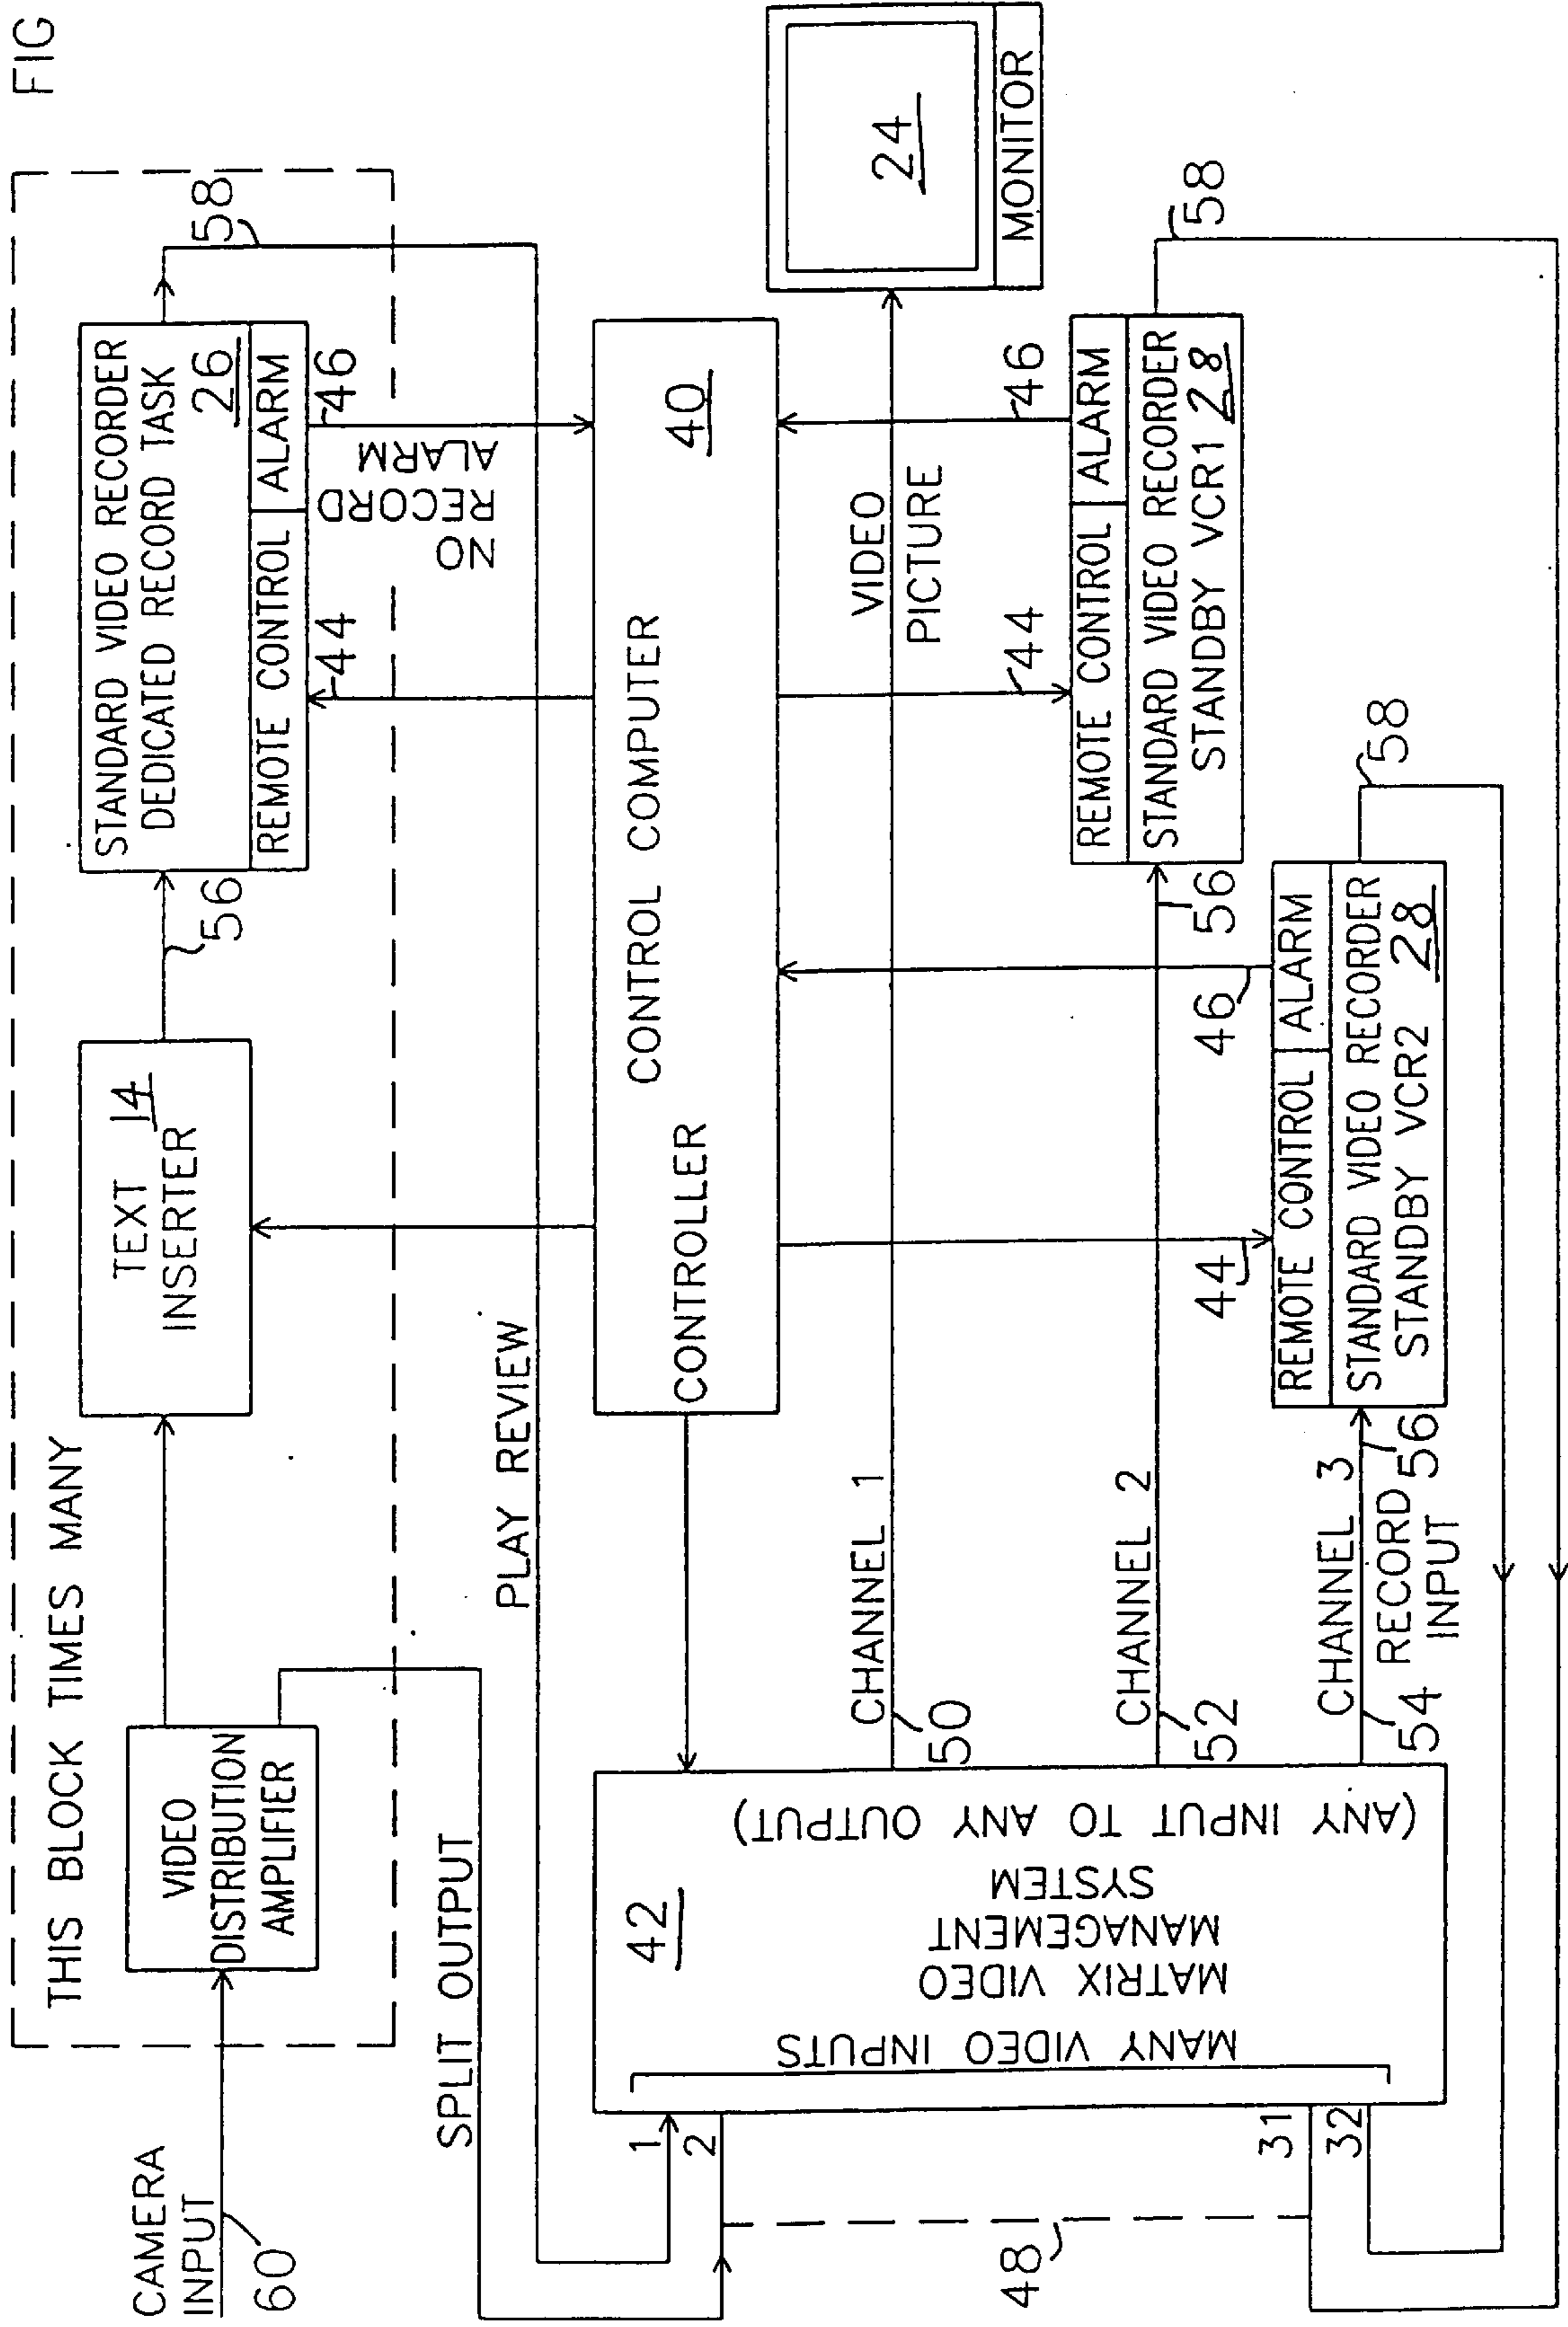 FIG
THIS BLOCK TIMES MANY
CAMERA
INPUT
60
VIDEO
DISTRIBUTION
AMPLIFIER
TEXT 14
INSERTER
56
STANDARD VIDEO RECORDER
DEDICATED RECORD TASK
26
REMOTE CONTROL
ALARM
58
44
46
NO
RECORD
ALARM
SPLIT OUTPUT
PLAY REVIEW
CONTROL COMPUTER
40
CONTROLLER
1
2
31
32
48
MANY VIDEO INPUTS
MATRIX VIDEO
MANAGEMENT
SYSTEM
(ANY INPUT TO ANY OUTPUT)
42
CHANNEL 1
50
VIDEO
PICTURE
24
MONITOR
CHANNEL 2
52
56
44
46
REMOTE CONTROL
ALARM
STANDARD VIDEO RECORDER
STANDBY VCR1 28
58
CHANNEL 3
54
RECORD
INPUT
56
44
46
REMOTE CONTROL
ALARM
STANDARD VIDEO RECORDER
STANDBY VCR2 28
58